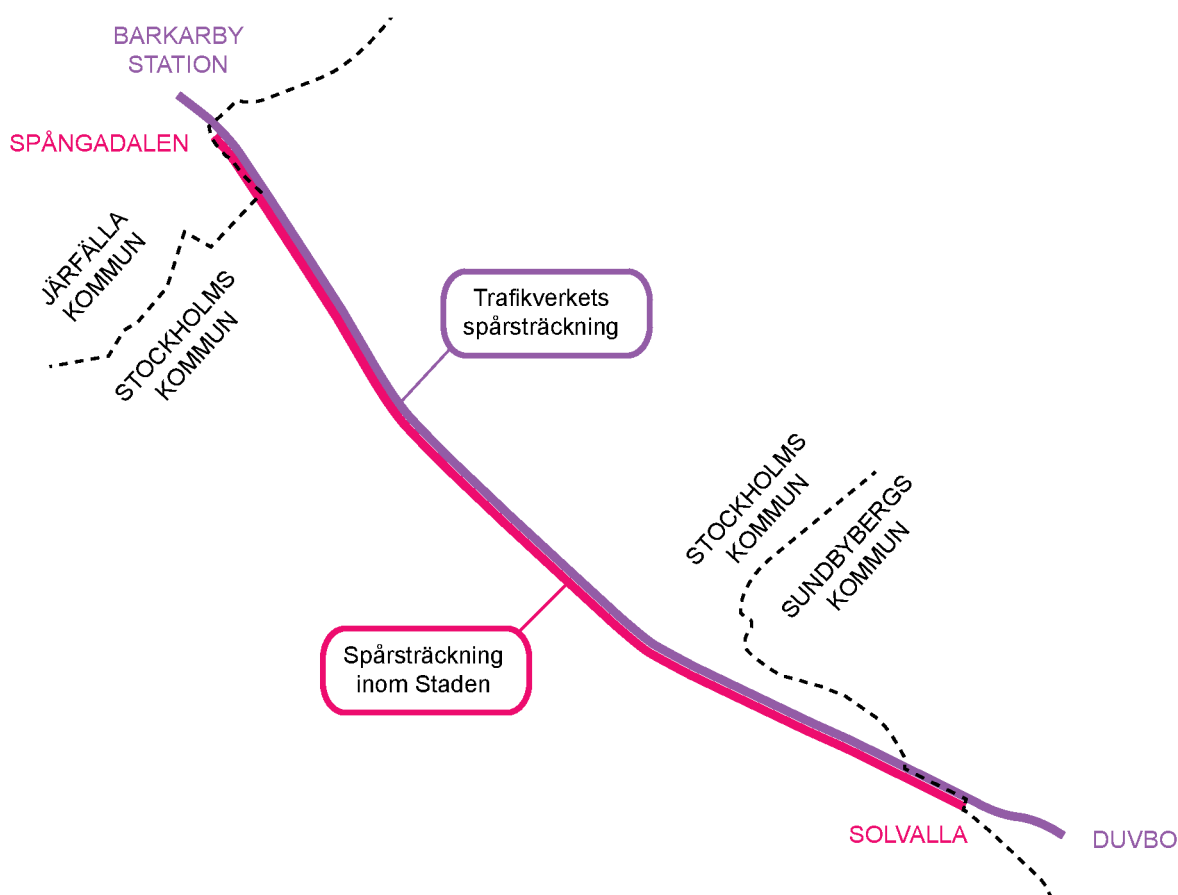 BARKARBY
STATION
SPÅNGADALEN
JÄRFÄLLA
KOMMUN
STOCKHOLMS
KOMMUN
Trafikverkets
spårsträckning
STOCKHOLMS
KOMMUN
SUNDBYBERGS
KOMMUN
Spårsträckning
inom Staden
SOLVALLA
DUVBO